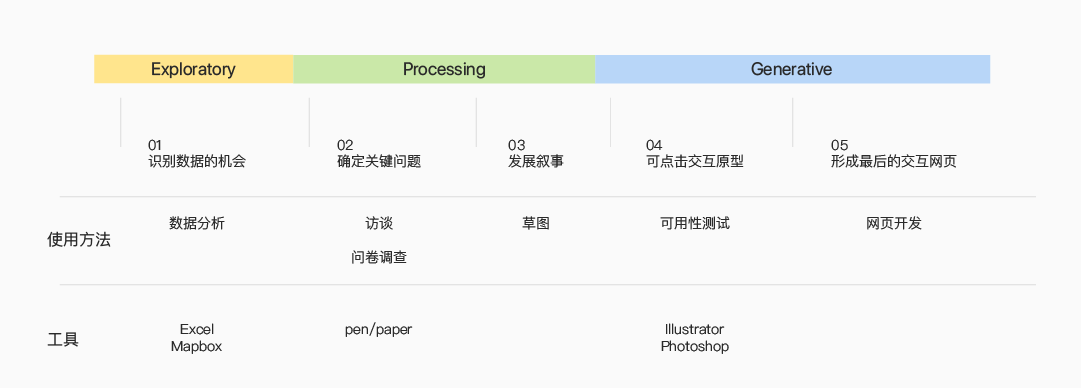 Exploratory
Processing
Generative
01
识别数据的机会
02
确定关键问题
03
发展叙事
04
可点击交互原型
05
形成最后的交互网页
使用方法
数据分析
访谈
问卷调查
草图
可用性测试
网页开发
工具
Excel
Mapbox
pen/paper
Illustrator
Photoshop